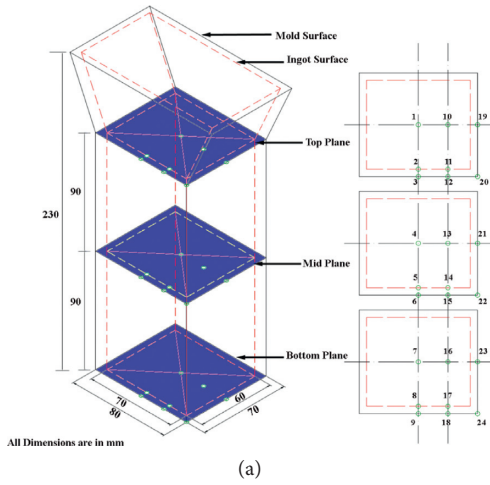 Mold Surface
Ingot Surface
Top Plane
Mid Plane
Bottom Plane
230
90
90
70
80
60
70
All Dimensions are in mm
1 10 19
2 11
3 12 20
4 13 21
5 14
6 15 22
7 16 23
8 17
9 18 24
(a)